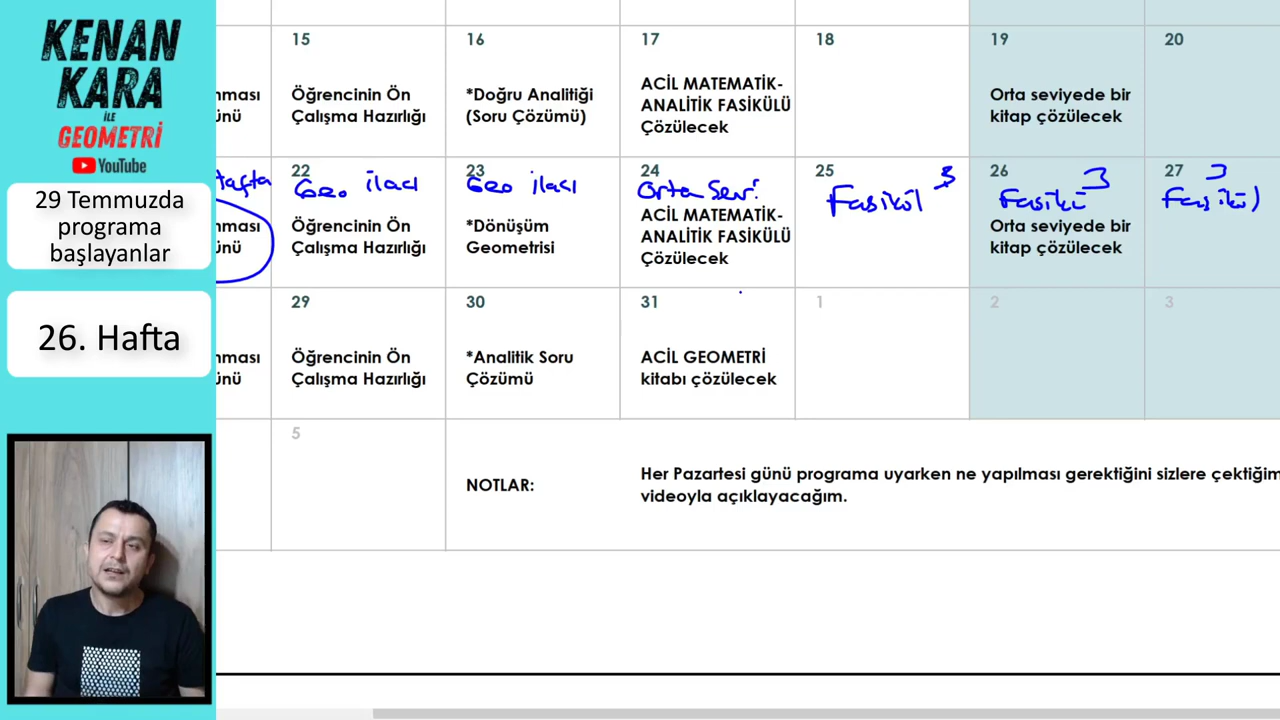 KENAN
KARA
İLE
GEOMETRİ
YouTube
29 Temmuzda
programa
başlayanlar
26. Hafta
15
16
17
18
19
20
nması
ünü
Öğrencinin Ön
Çalışma Hazırlığı
*Doğru Analitiği
(Soru Çözümü)
ACİL MATEMATİK-
ANALİTİK FASİKÜLÜ
Çözülecek
Orta seviyede bir
kitap çözülecek
22
23
24
25
26
27
Geo ilacı
Geo ilacı
Orta Sevi
Fasikül 3
Fasikü 3
Fasikül 3
nması
ünü
Öğrencinin Ön
Çalışma Hazırlığı
*Dönüşüm
Geometrisi
ACİL MATEMATİK-
ANALİTİK FASİKÜLÜ
Çözülecek
Orta seviyede bir
kitap çözülecek
29
30
31
1
2
3
nması
ünü
Öğrencinin Ön
Çalışma Hazırlığı
*Analitik Soru
Çözümü
ACİL GEOMETRİ
kitabı çözülecek
5
NOTLAR:
Her Pazartesi günü programa uyarken ne yapılması gerektiğini sizlere çektiğim
videoyla açıklayacağım.